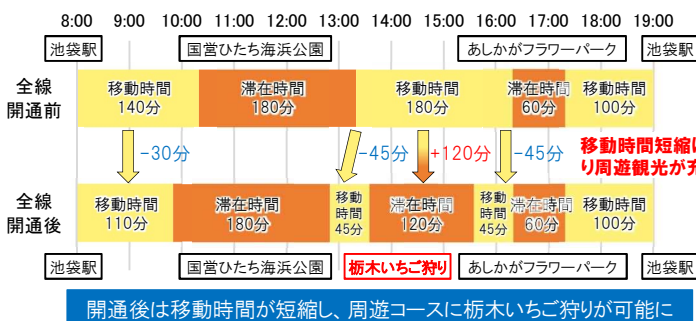 8:00 9:00 10:00 11:00 12:00 13:00 14:00 15:00 16:00 17:00 18:00 19:00
池袋駅 国営ひたち海浜公園 あしかがフラワーパーク 池袋駅
全線
開通前
移動時間
140分
滞在時間
180分
移動時間
180分
滞在時間
60分
移動時間
100分
-30分 -45分 +120分 -45分
移動時間短縮
り周遊観光が
全線
開通後
移動時間
110分
滞在時間
180分
移動
時間
45分
滞在時間
120分
移動
時間
45分
滞在時間
60分
移動時間
100分
池袋駅 国営ひたち海浜公園 栃木いちご狩り あしかがフラワーパーク 池袋駅
開通後は移動時間が短縮し、周遊コースに栃木いちご狩りが可能に